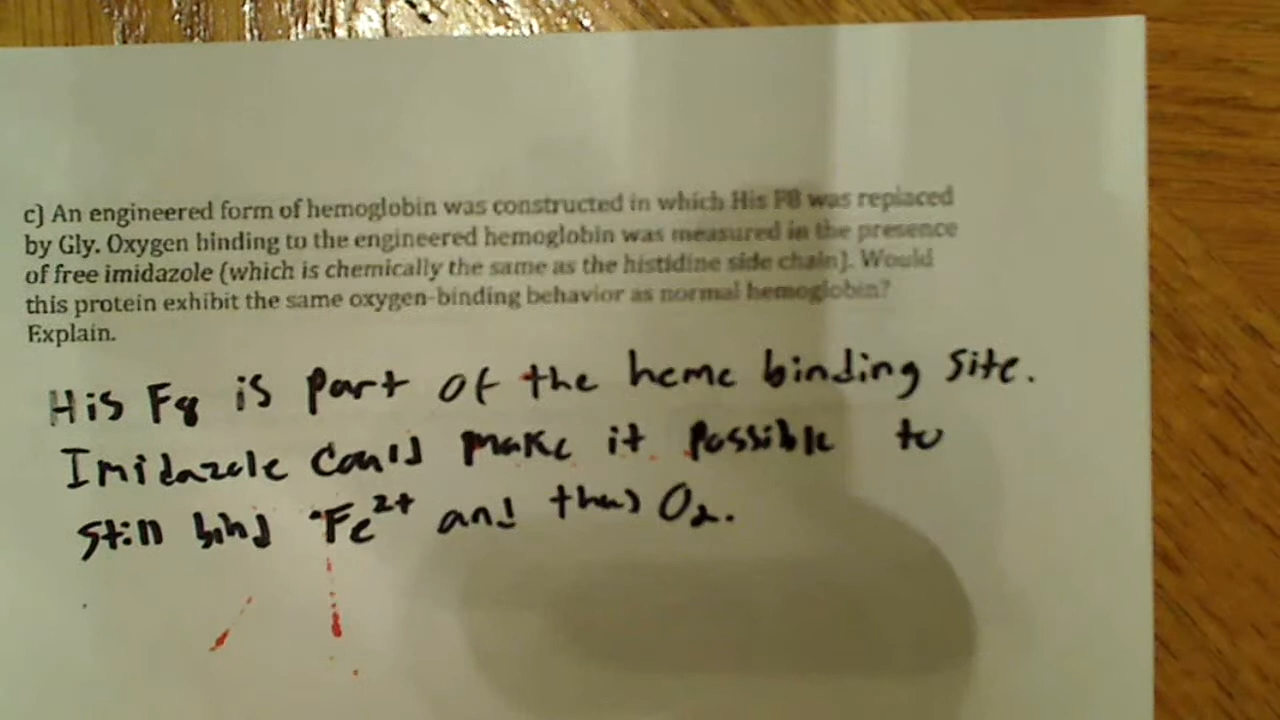 c) An engineered form of hemoglobin was constructed in which His F8 was replaced
by Gly. Oxygen binding to the engineered hemoglobin was measured in the presence
of free imidazole (which is chemically the same as the histidine side chain). Would
this protein exhibit the same oxygen-binding behavior as normal hemoglobin?
Explain.
His F8 is part of the heme binding site.
Imidazole could make it possible to
still bind Fe²⁺ and thus O₂.